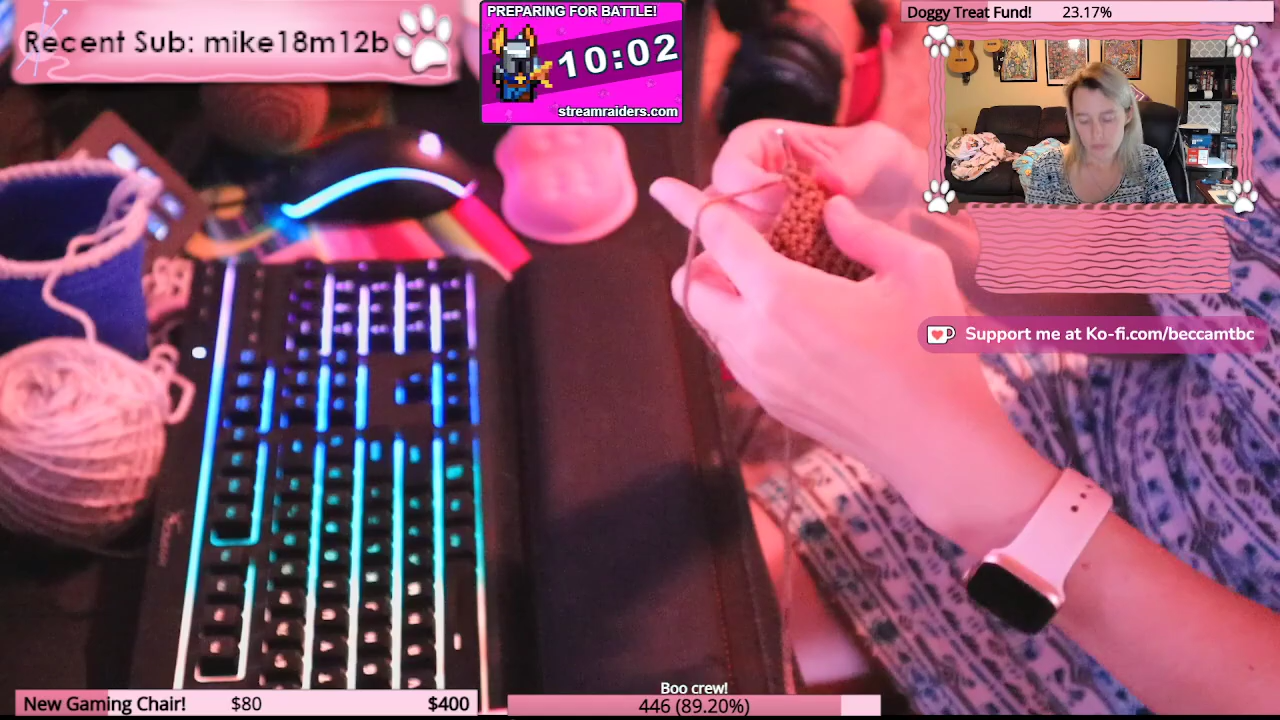 Recent Sub: mike18m12b
PREPARING FOR BATTLE!
10:02
streamraiders.com
Doggy Treat Fund! 23.17%
Support me at Ko-fi.com/beccamtbc
New Gaming Chair! $80 $400
Boo crew!
446 (89.20%)